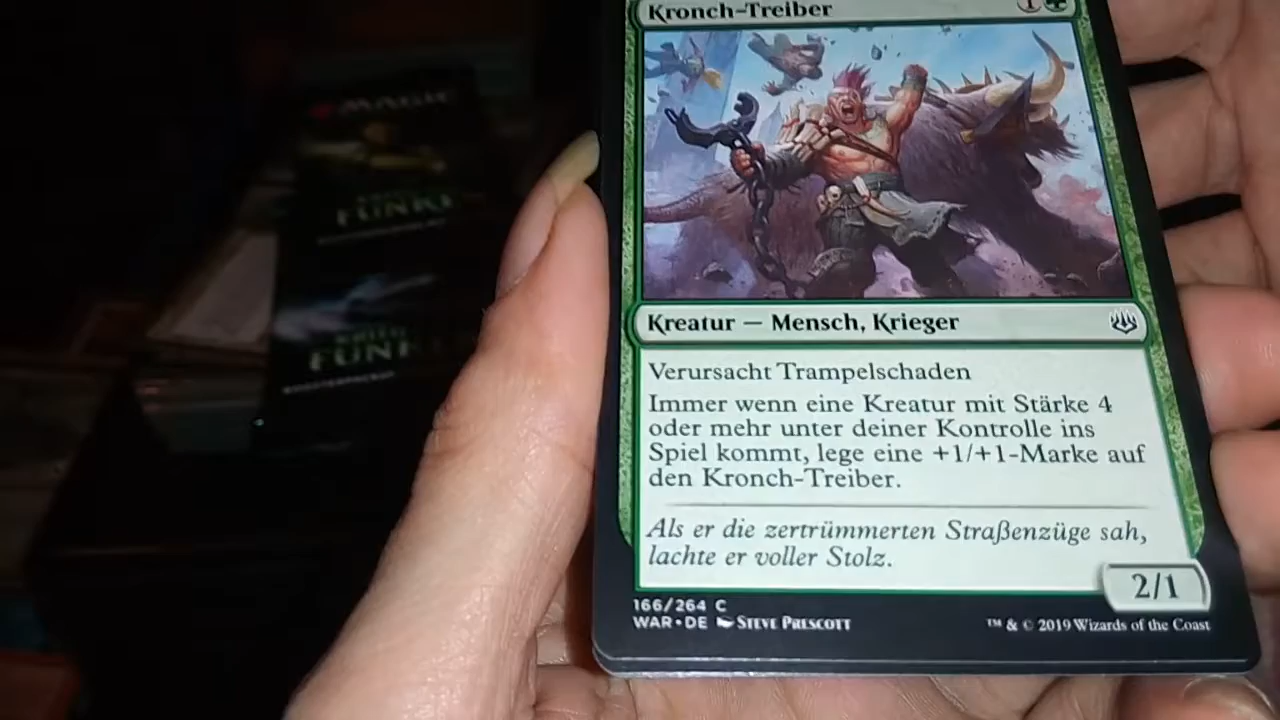 Kronch-Treiber
1
Kreatur — Mensch, Krieger
Verursacht Trampelschaden
Immer wenn eine Kreatur mit Stärke 4
oder mehr unter deiner Kontrolle ins
Spiel kommt, lege eine +1/+1-Marke auf
den Kronch-Treiber.
Als er die zertrümmerten Straßenzüge sah,
lachte er voller Stolz.
2/1
166/264 C
WAR • DE Steve Prescott
™ & © 2019 Wizards of the Coast
MAGIC
FUNKE
FUNK